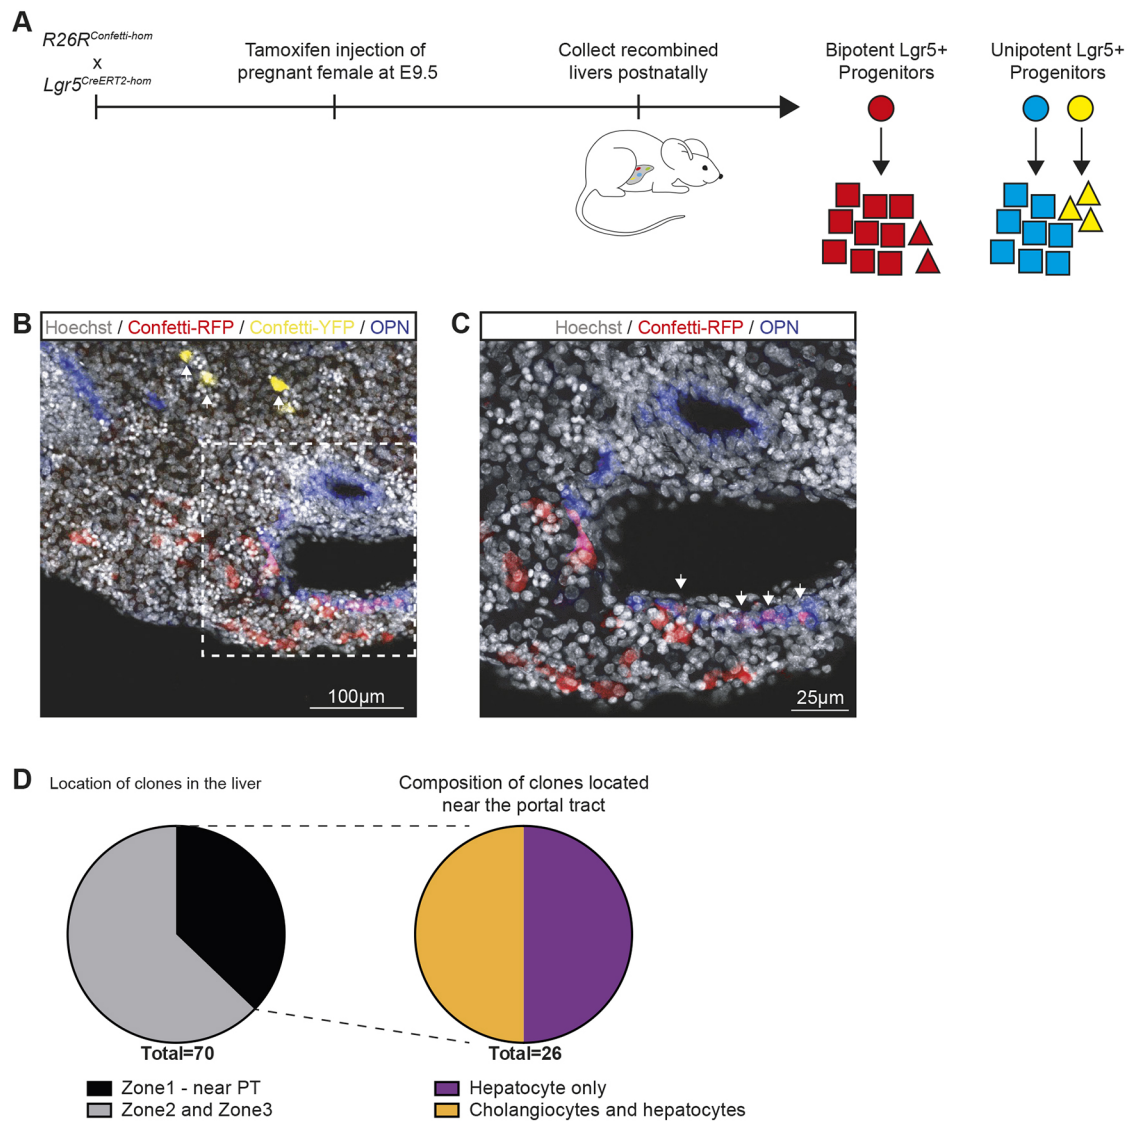 A
R26R^Confetti-hom
x
Lgr5^CreERT2-hom
Tamoxifen injection of
pregnant female at E9.5
Collect recombined
livers postnatally
Bipotent Lgr5+
Progenitors
Unipotent Lgr5+
Progenitors
B
Hoechst / Confetti-RFP / Confetti-YFP / OPN
100µm
C
Hoechst / Confetti-RFP / OPN
25µm
D
Location of clones in the liver
Total=70
Zone1 - near PT
Zone2 and Zone3
Composition of clones located
near the portal tract
Total=26
Hepatocyte only
Cholangiocytes and hepatocytes